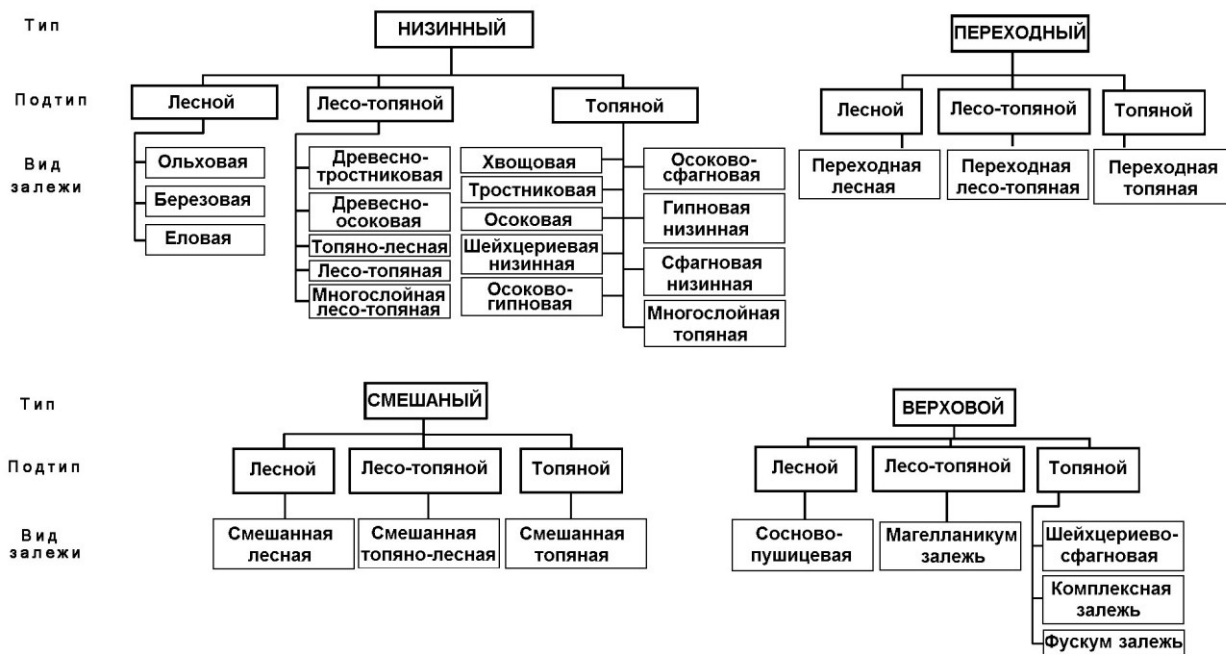 Тип
НИЗИННЫЙ
ПЕРЕХОДНЫЙ
Подтип
Лесной
Лесо-топяной
Топяной
Лесной
Лесо-топяной
Топяной
Вид
залежи
Ольховая
Березовая
Еловая
Древесно-
тростниковая
Древесно-
осоковая
Топяно-лесная
Лесо-топяная
Многослойная
лесо-топяная
Хвощовая
Тростниковая
Осоковая
Шейхцериевая
низинная
Осоково-
гипновая
Осоково-
сфагновая
Гипновая
низинная
Сфагновая
низинная
Многослойная
топяная
Переходная
лесная
Переходная
лесо-топяная
Переходная
топяная
Тип
СМЕШАНЫЙ
ВЕРХОВОЙ
Подтип
Лесной
Лесо-топяной
Топяной
Лесной
Лесо-топяной
Топяной
Вид
залежи
Смешанная
лесная
Смешанная
топяно-лесная
Смешанная
топяная
Сосново-
пушицевая
Магелланикум
залежь
Шейхцериево-
сфагновая
Комплексная
залежь
Фускум залежь